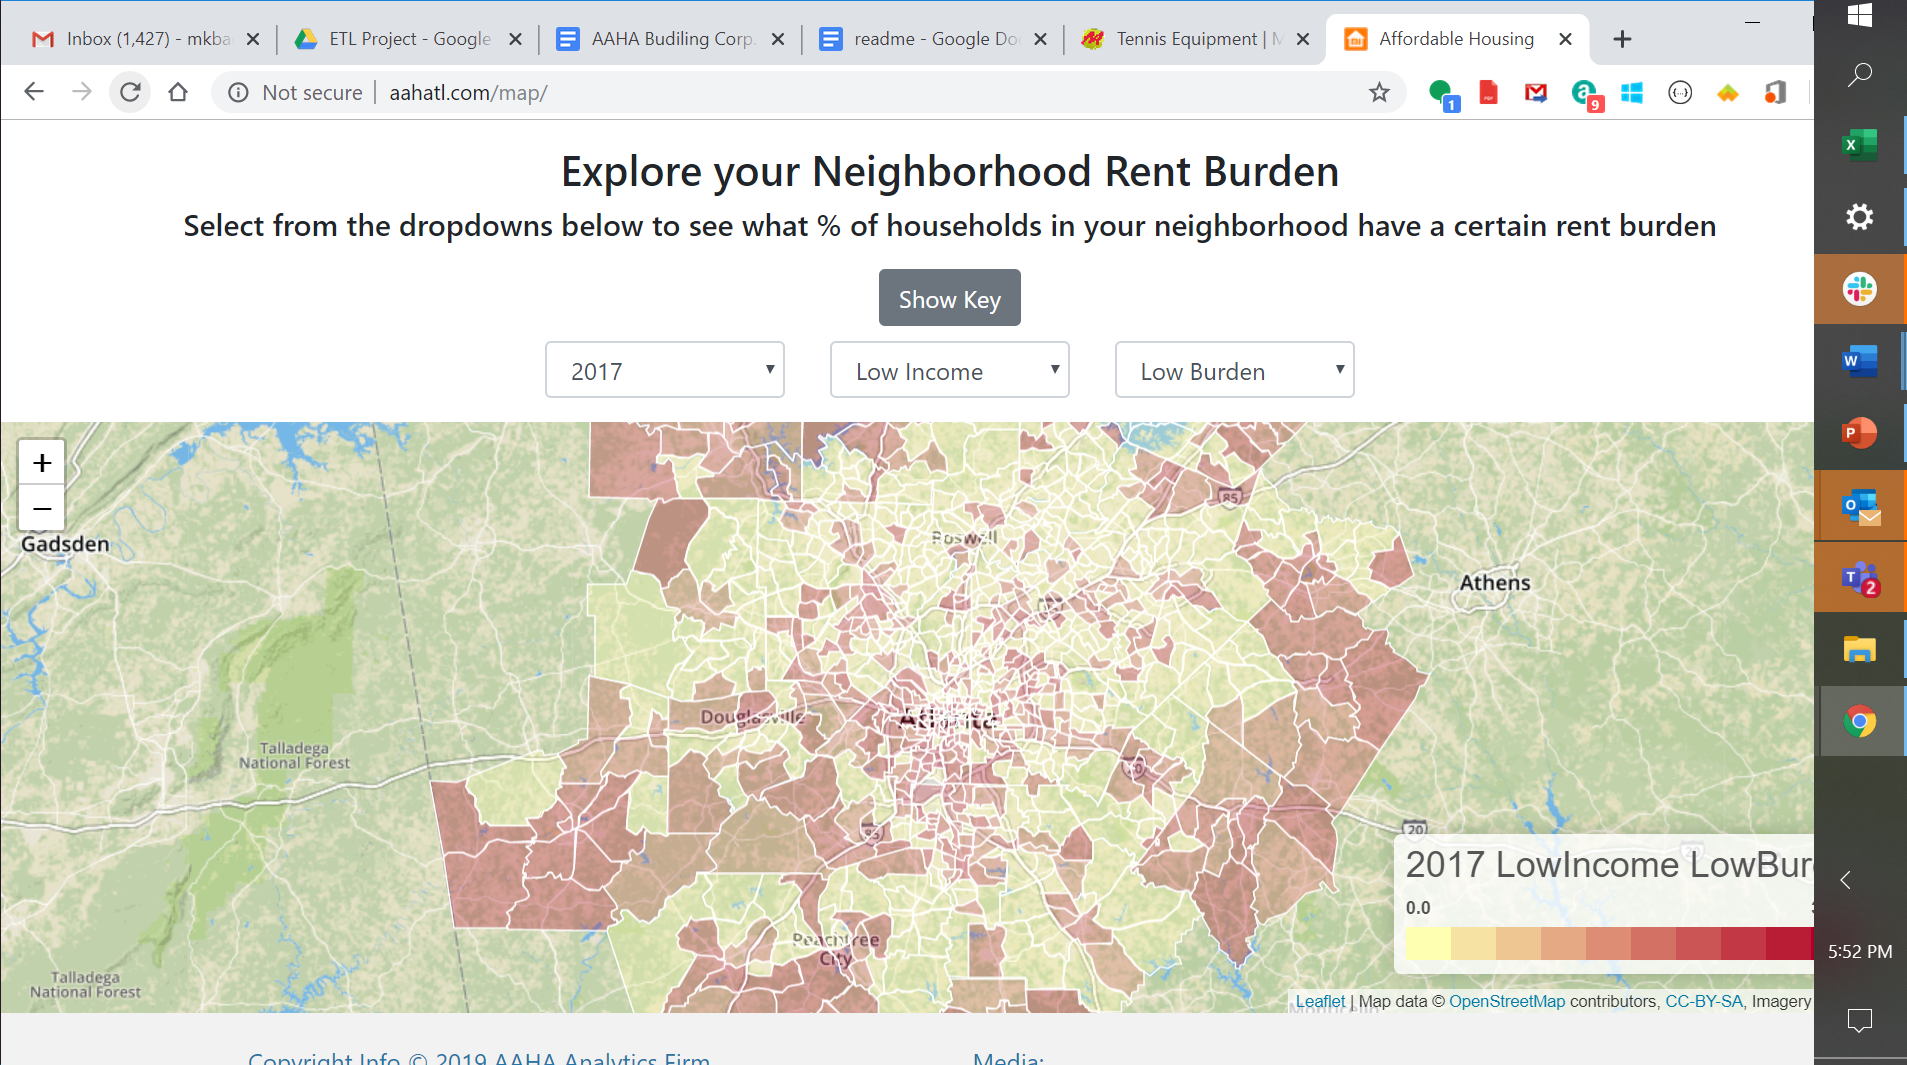 Inbox (1,427) - mkba
ETL Project - Google
AAHA Budiling Corp.
readme - Google Do
Tennis Equipment | M
Affordable Housing
Not secure | aahatl.com/map/
1
9
Explore your Neighborhood Rent Burden
Select from the dropdowns below to see what % of households in your neighborhood have a certain rent burden
Show Key
2017
Low Income
Low Burden
+
−
Gadsden
85
Roswell
Athens
Douglasville
Atlanta
Talladega
National Forest
85
20
Peachtree
City
Talladega
National Forest
2017 LowIncome LowBur
0.0
Leaflet | Map data © OpenStreetMap contributors, CC-BY-SA, Imagery
Monticello
Copyright Info © 2019 AAHA Analytics Firm
Media:
2
5:52 PM